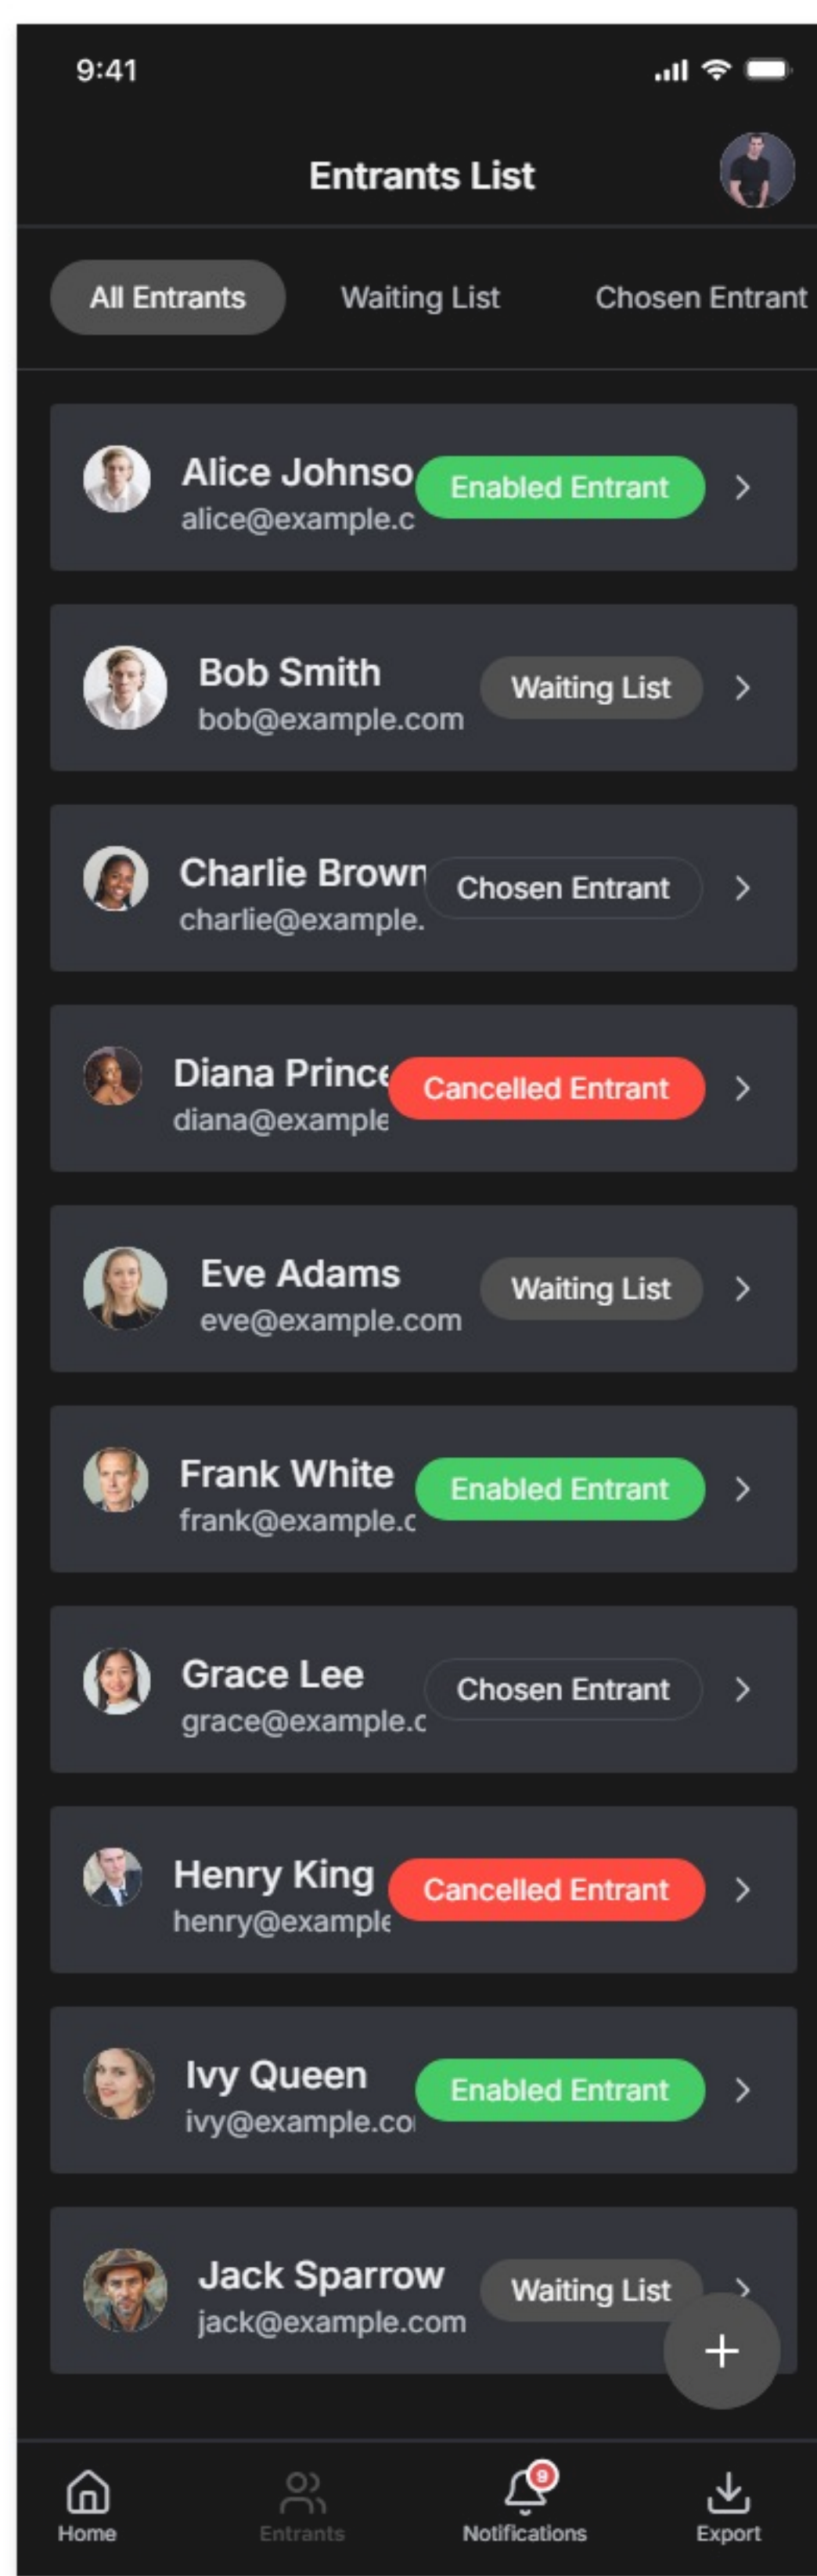 9:41
Entrants List
All Entrants Waiting List Chosen Entrant
Alice Johnso
Enabled Entrant
alice@example.c
Bob Smith
Waiting List
bob@example.com
Charlie Brown
Chosen Entrant
charlie@example.
Diana Prince
Cancelled Entrant
diana@example
Eve Adams
Waiting List
eve@example.com
Frank White
Enabled Entrant
frank@example.c
Grace Lee
Chosen Entrant
grace@example.c
Henry King
Cancelled Entrant
henry@example
Ivy Queen
Enabled Entrant
ivy@example.co
Jack Sparrow
Waiting List
jack@example.com
+
9
Home Entrants Notifications Export